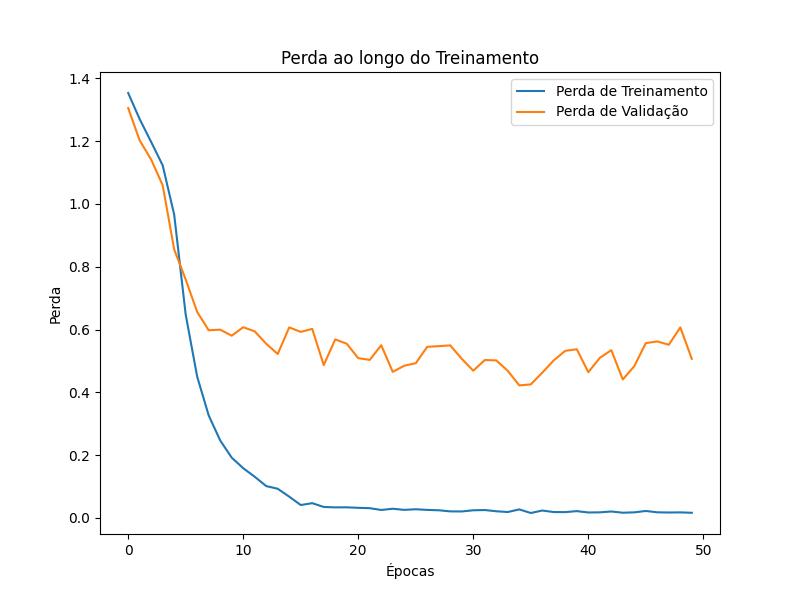 Perda ao longo do Treinamento
1.4
1.2
1.0
0.8
0.6
0.4
0.2
0.0
Perda
Perda de Treinamento
Perda de Validação
0 10 20 30 40 50
Épocas